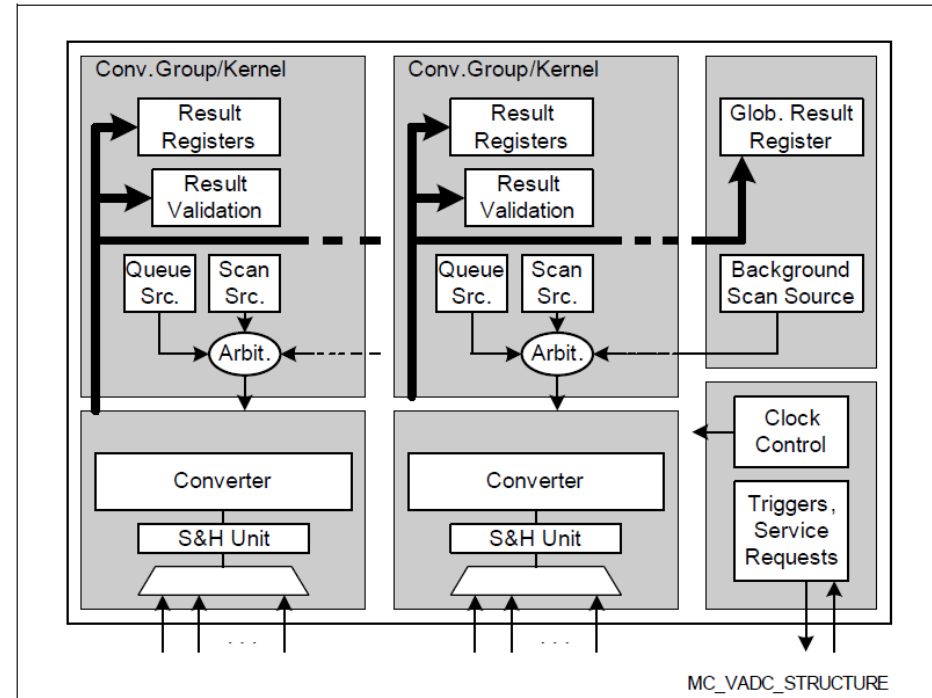 Conv.Group/Kernel
Result
Registers
Result
Validation
Queue
Src.
Scan
Src.
Arbit.
Converter
S&H Unit
. . .
Conv.Group/Kernel
Result
Registers
Result
Validation
Queue
Src.
Scan
Src.
Arbit.
Converter
S&H Unit
. . .
Glob. Result
Register
Background
Scan Source
Clock
Control
Triggers,
Service
Requests
MC_VADC_STRUCTURE